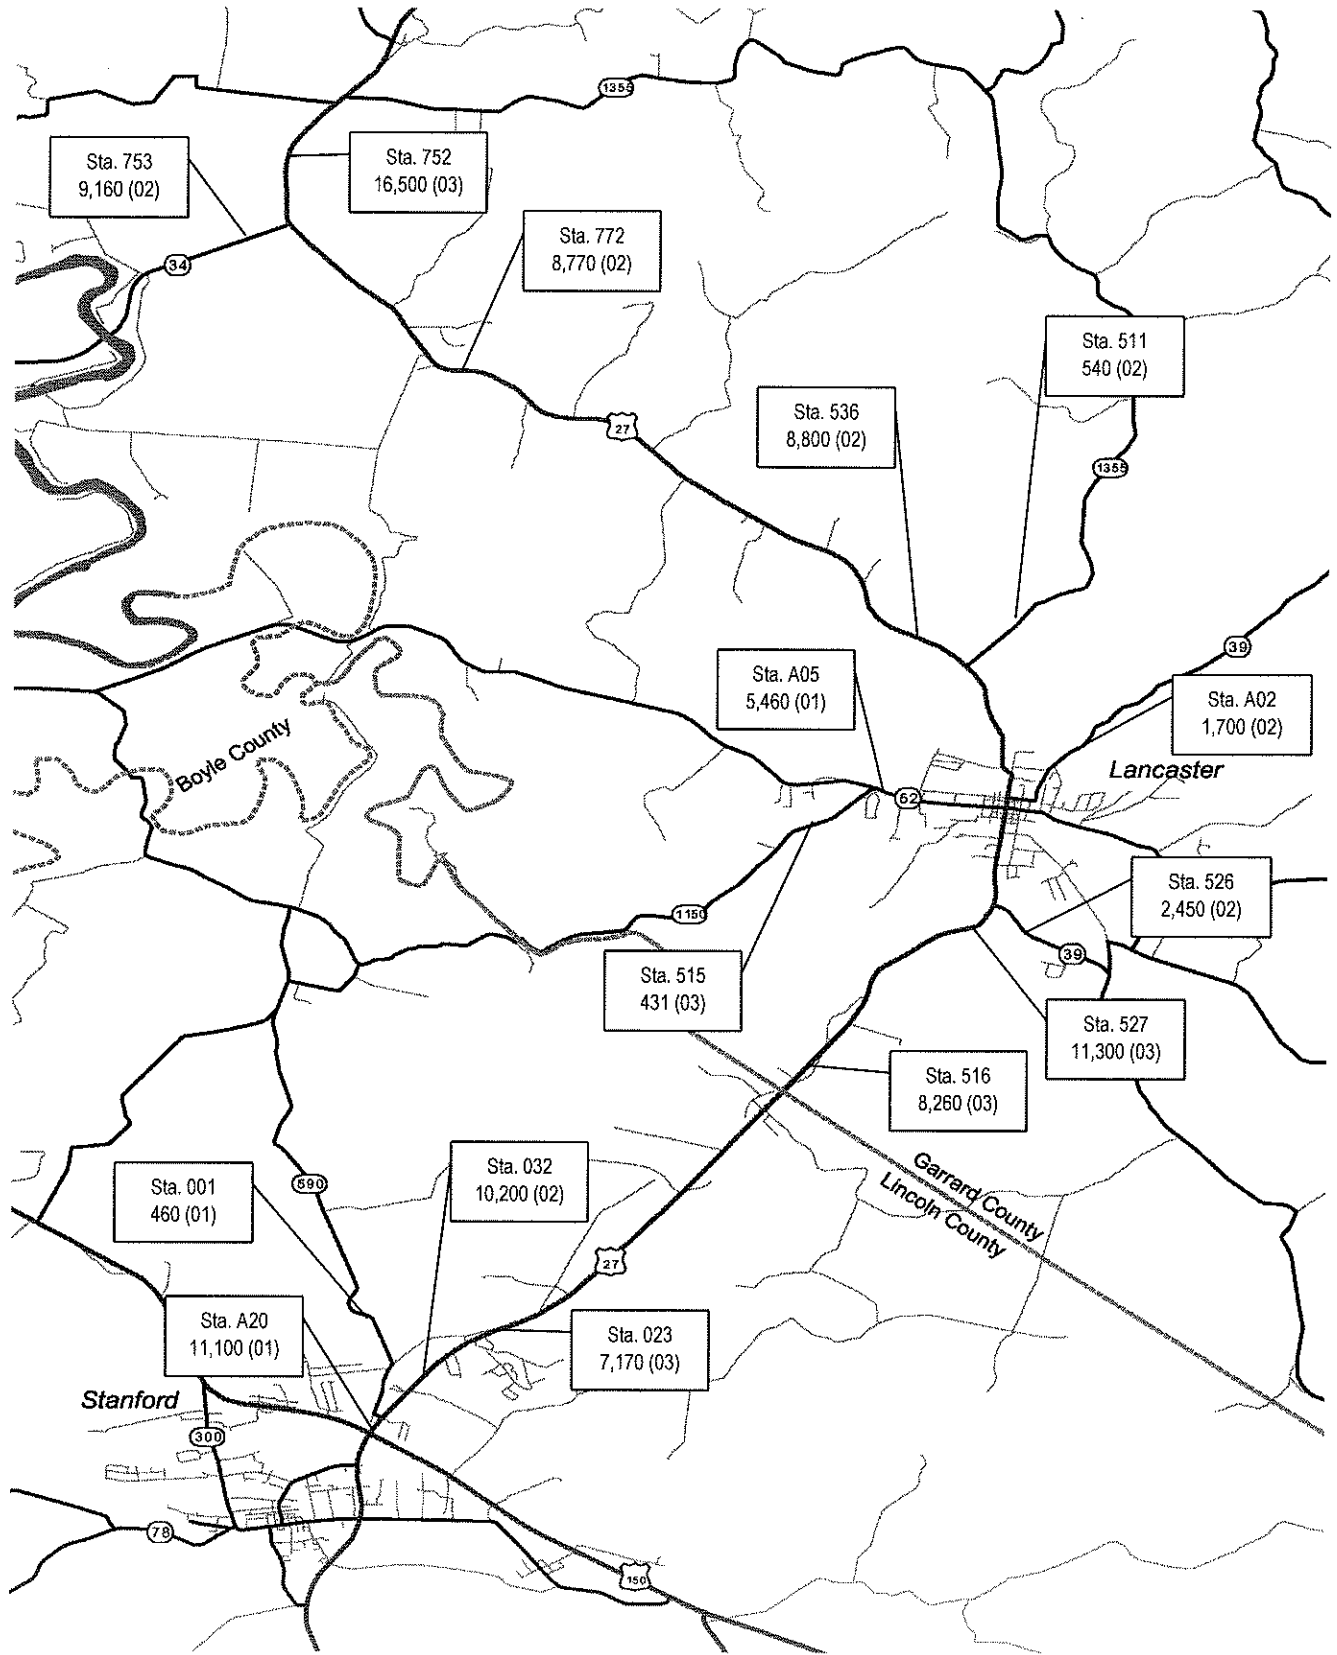 1355
Sta. 753
9,160 (02)
Sta. 752
16,500 (03)
Sta. 772
8,770 (02)
34
Sta. 511
540 (02)
Sta. 536
8,800 (02)
27
1355
39
Sta. A05
5,460 (01)
Sta. A02
1,700 (02)
Boyle County
Lancaster
52
Sta. 526
2,450 (02)
1150
39
Sta. 515
431 (03)
Sta. 527
11,300 (03)
Sta. 516
8,260 (03)
Garrard County
Lincoln County
590
Sta. 032
10,200 (02)
Sta. 001
460 (01)
27
Sta. A20
11,100 (01)
Sta. 023
7,170 (03)
Stanford
300
78
150